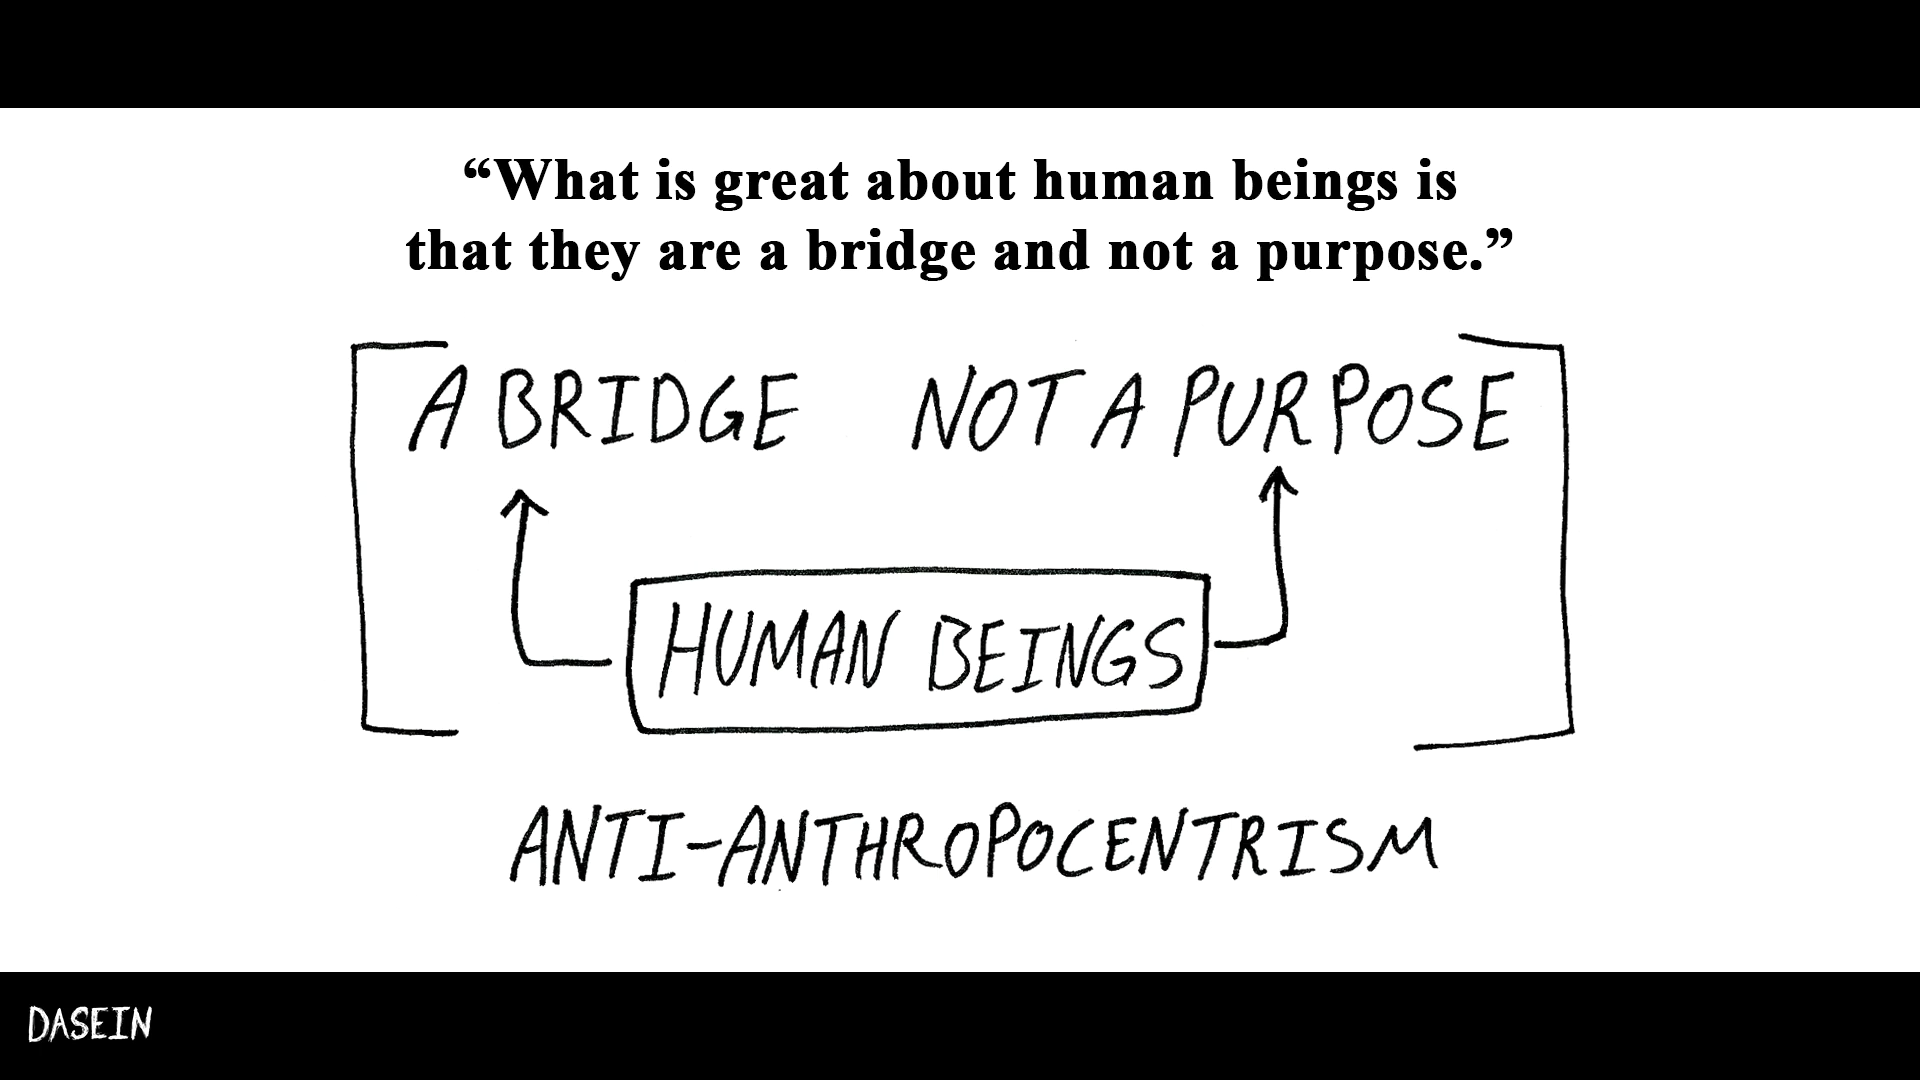 “What is great about human beings is
that they are a bridge and not a purpose.”
A BRIDGE NOT A PURPOSE
HUMAN BEINGS
ANTI-ANTHROPOCENTRISM
DASEIN